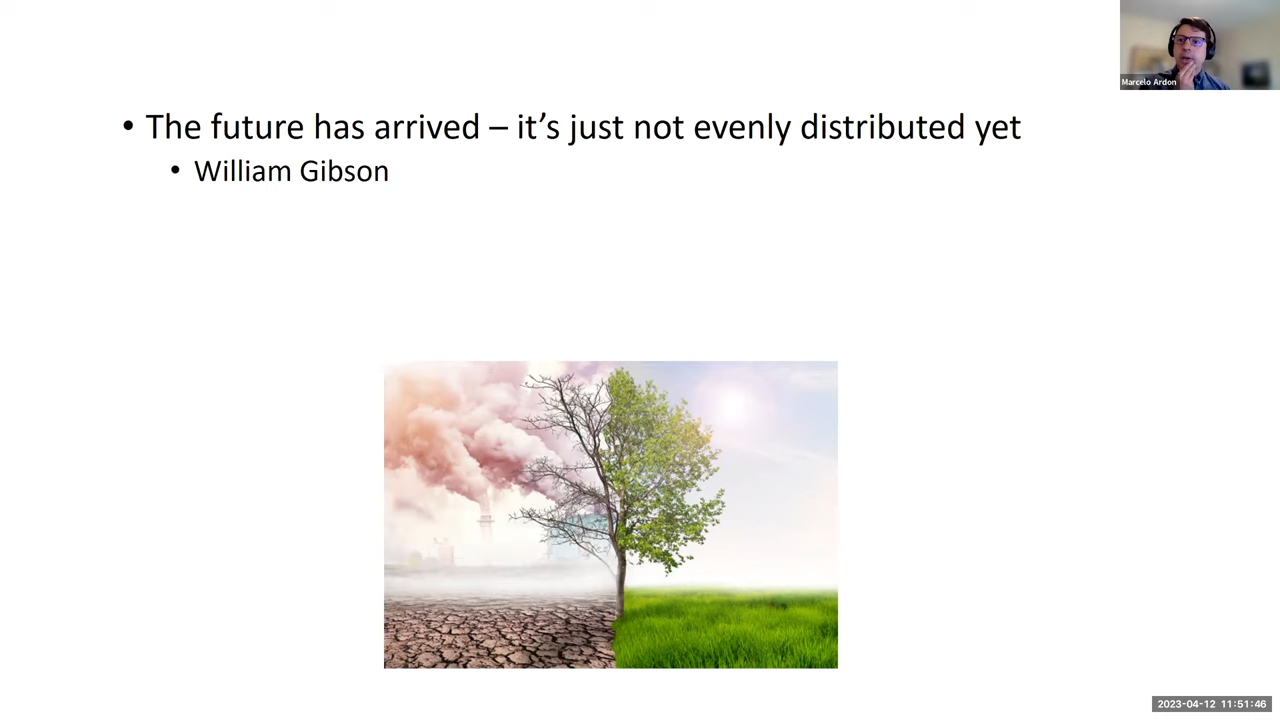 Marcelo Ardon
• The future has arrived – it’s just not evenly distributed yet
• William Gibson
2023-04-12 11:51:46